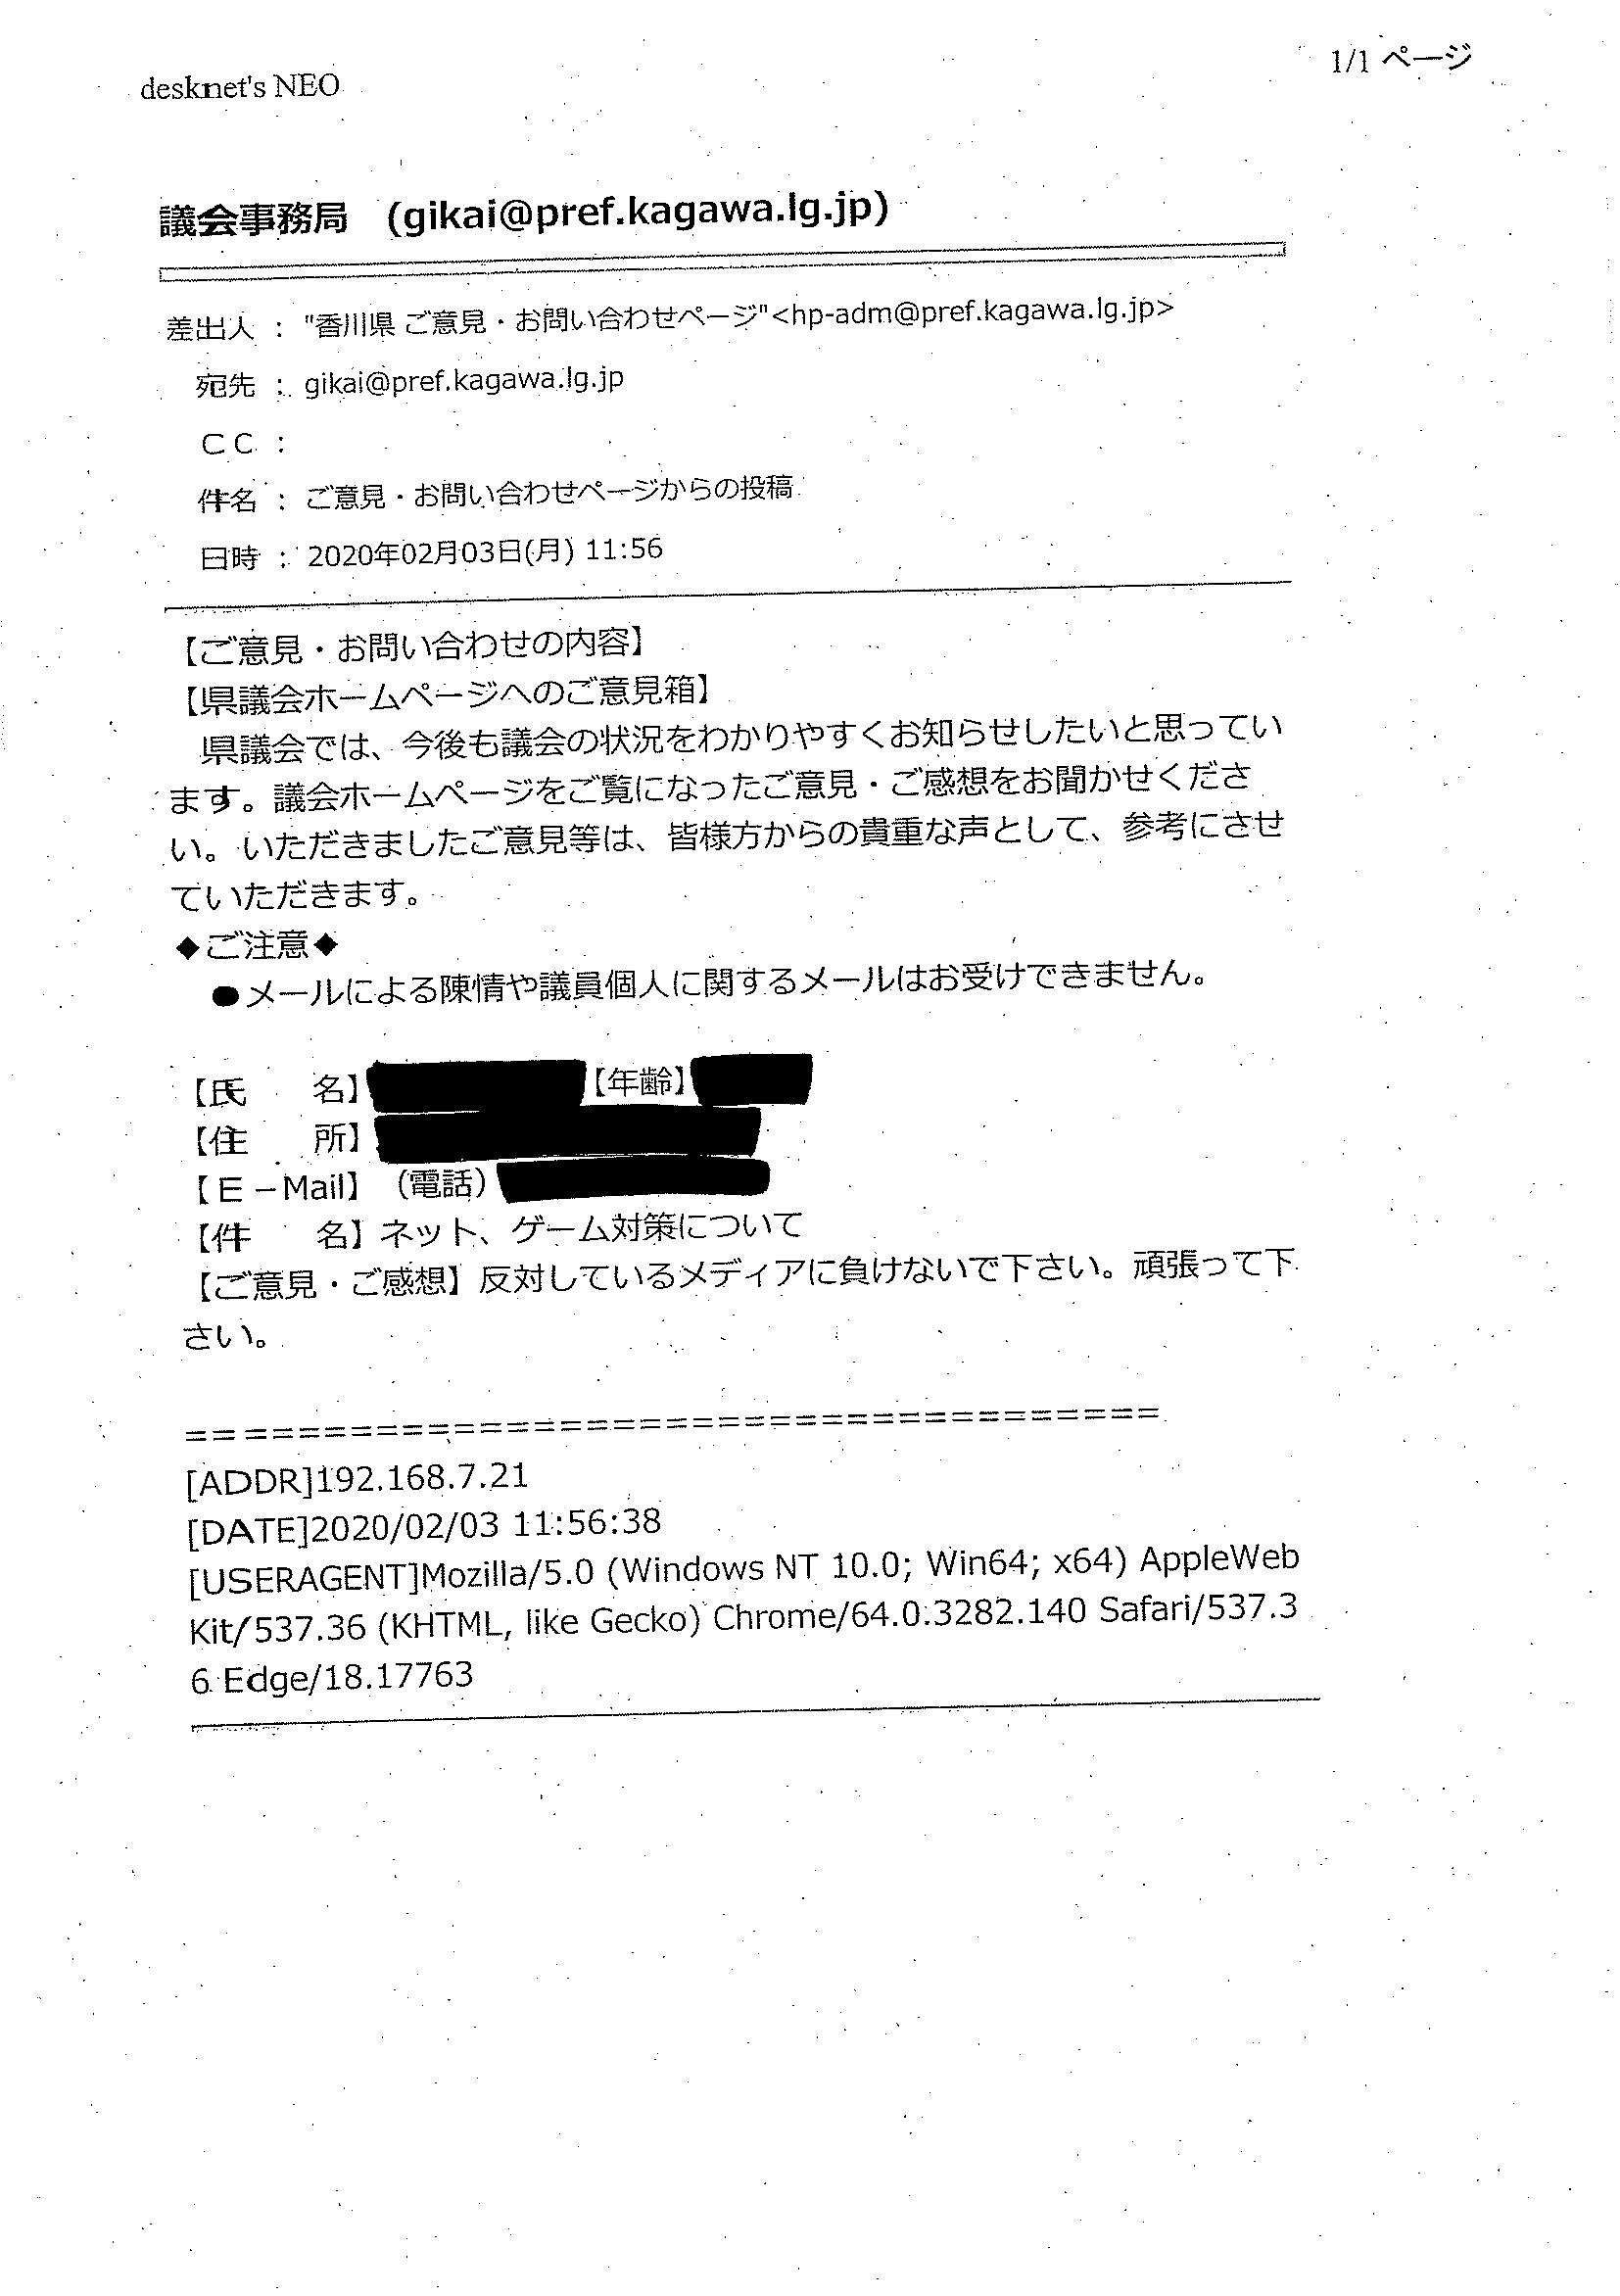 desknet's NEO
1/1 ページ
議会事務局 (gikai@pref.kagawa.lg.jp)
差出人 : "香川県 ご意見・お問い合わせページ"<hp-adm@pref.kagawa.lg.jp>
宛先 : gikai@pref.kagawa.lg.jp
ＣＣ :
件名 : ご意見・お問い合わせページからの投稿
日時 : 2020年02月03日(月) 11:56
【ご意見・お問い合わせの内容】
【県議会ホームページへのご意見箱】
県議会では、今後も議会の状況をわかりやすくお知らせしたいと思ってい
ます。議会ホームページをご覧になったご意見・ご感想をお聞かせくださ
い。いただきましたご意見等は、皆様方からの貴重な声として、参考にさせ
ていただきます。
◆ご注意◆
●メールによる陳情や議員個人に関するメールはお受けできません。
【氏　　名】 【年齢】
【住　　所】
【Ｅ－Mail】（電話）
【件　　名】ネット、ゲーム対策について
【ご意見・ご感想】反対しているメディアに負けないで下さい。頑張って下
さい。
===================================
[ADDR]192.168.7.21
[DATE]2020/02/03 11:56:38
[USERAGENT]Mozilla/5.0 (Windows NT 10.0; Win64; x64) AppleWeb
Kit/537.36 (KHTML, like Gecko) Chrome/64.0.3282.140 Safari/537.3
6 Edge/18.17763